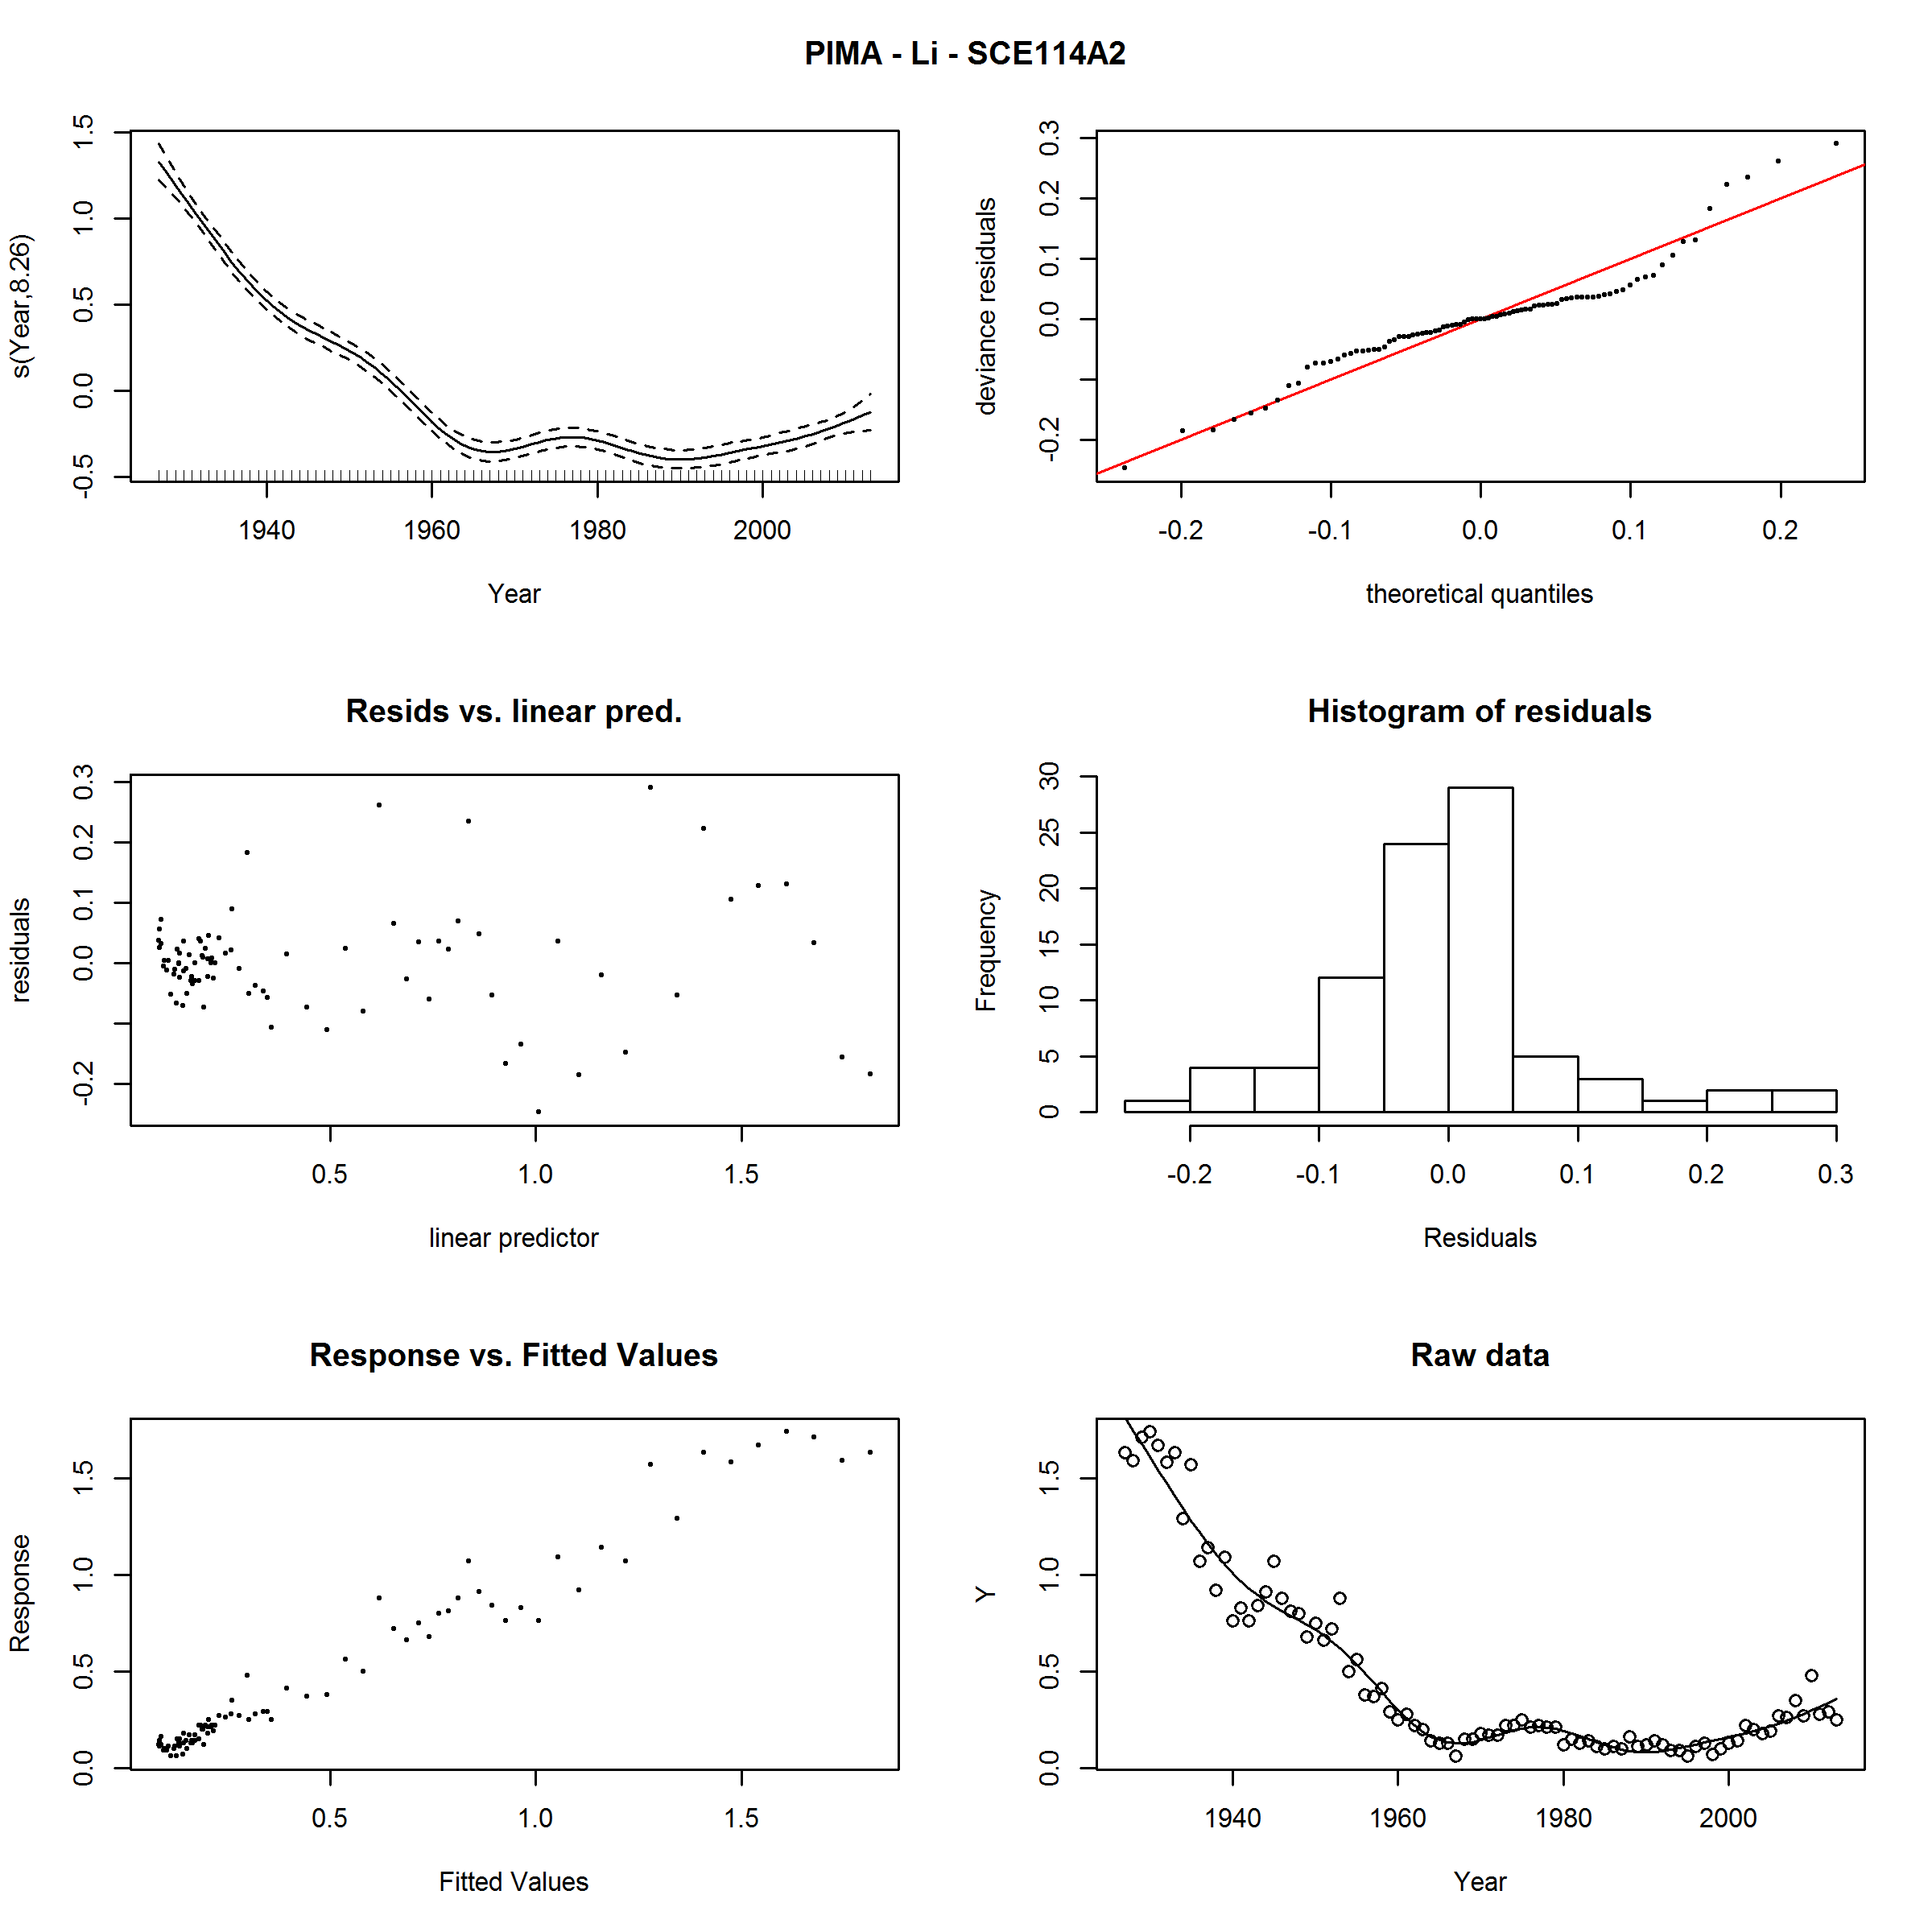 PIMA - Li - SCE114A2
s(Year,8.26)
-0.5 0.0 0.5 1.0 1.5
1940 1960 1980 2000
Year
deviance residuals
-0.2 0.0 0.1 0.2 0.3
-0.2 -0.1 0.0 0.1 0.2
theoretical quantiles
Resids vs. linear pred.
residuals
-0.2 0.0 0.1 0.2 0.3
0.5 1.0 1.5
linear predictor
Histogram of residuals
Frequency
0 5 10 15 20 25 30
-0.2 -0.1 0.0 0.1 0.2 0.3
Residuals
Response vs. Fitted Values
Response
0.0 0.5 1.0 1.5
0.5 1.0 1.5
Fitted Values
Raw data
Y
0.0 0.5 1.0 1.5
1940 1960 1980 2000
Year